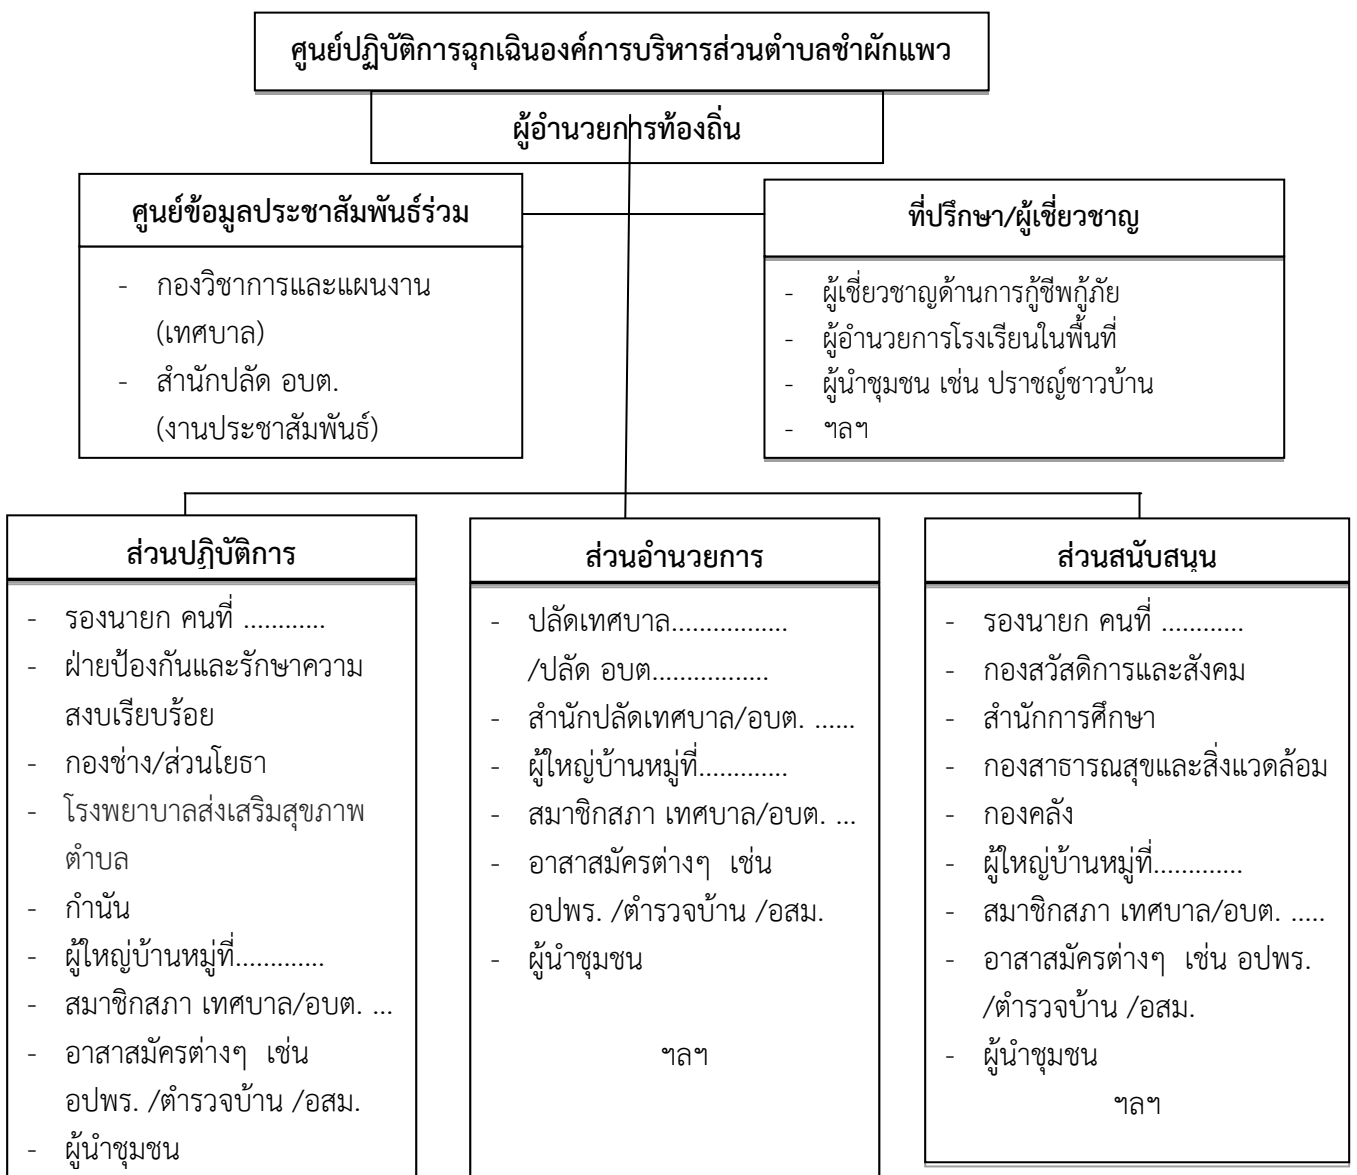 ศูนย์ปฏิบัติการฉุกเฉินองค์การบริหารส่วนตำบลชำผักแพว
ผู้อำนวยการท้องถิ่น
ศูนย์ข้อมูลประชาสัมพันธ์ร่วม
- กองวิชาการและแผนงาน
(เทศบาล)
- สำนักปลัด อบต.
(งานประชาสัมพันธ์)
ที่ปรึกษา/ผู้เชี่ยวชาญ
- ผู้เชี่ยวชาญด้านการกู้ชีพกู้ภัย
- ผู้อำนวยการโรงเรียนในพื้นที่
- ผู้นำชุมชน เช่น ปราชญ์ชาวบ้าน
- ฯลฯ
ส่วนปฏิบัติการ
- รองนายก คนที่ ............
- ฝ่ายป้องกันและรักษาความ
สงบเรียบร้อย
- กองช่าง/ส่วนโยธา
- โรงพยาบาลส่งเสริมสุขภาพ
ตำบล
- กำนัน
- ผู้ใหญ่บ้านหมู่ที่.............
- สมาชิกสภา เทศบาล/อบต. ...
- อาสาสมัครต่างๆ เช่น
อปพร. /ตำรวจบ้าน /อสม.
- ผู้นำชุมชน
ส่วนอำนวยการ
- ปลัดเทศบาล.................
/ปลัด อบต.................
- สำนักปลัดเทศบาล/อบต. ......
- ผู้ใหญ่บ้านหมู่ที่.............
- สมาชิกสภา เทศบาล/อบต. ...
- อาสาสมัครต่างๆ เช่น
อปพร. /ตำรวจบ้าน /อสม.
- ผู้นำชุมชน
ฯลฯ
ส่วนสนับสนุน
- รองนายก คนที่ ............
- กองสวัสดิการและสังคม
- สำนักการศึกษา
- กองสาธารณสุขและสิ่งแวดล้อม
- กองคลัง
- ผู้ใหญ่บ้านหมู่ที่.............
- สมาชิกสภา เทศบาล/อบต. .....
- อาสาสมัครต่างๆ เช่น อปพร.
/ตำรวจบ้าน /อสม.
- ผู้นำชุมชน
ฯลฯ